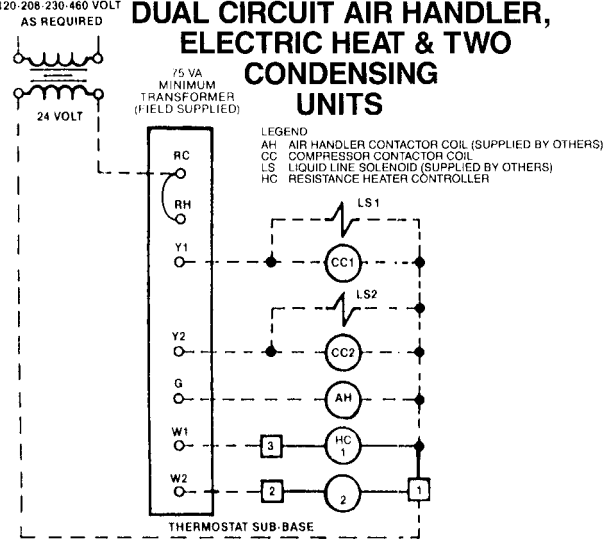 120-208-230-460 VOLT
AS REQUIRED
DUAL CIRCUIT AIR HANDLER,
ELECTRIC HEAT & TWO
CONDENSING
UNITS
75 VA
MINIMUM
TRANSFORMER
(FIELD SUPPLIED)
24 VOLT
LEGEND
AH AIR HANDLER CONTACTOR COIL (SUPPLIED BY OTHERS)
CC COMPRESSOR CONTACTOR COIL
LS LIQUID LINE SOLENOID (SUPPLIED BY OTHERS)
HC RESISTANCE HEATER CONTROLLER
RC
RH
LS1
Y1
CC1
LS2
Y2
CC2
G
AH
W1
3
HC
1
W2
2
2
1
THERMOSTAT SUB-BASE